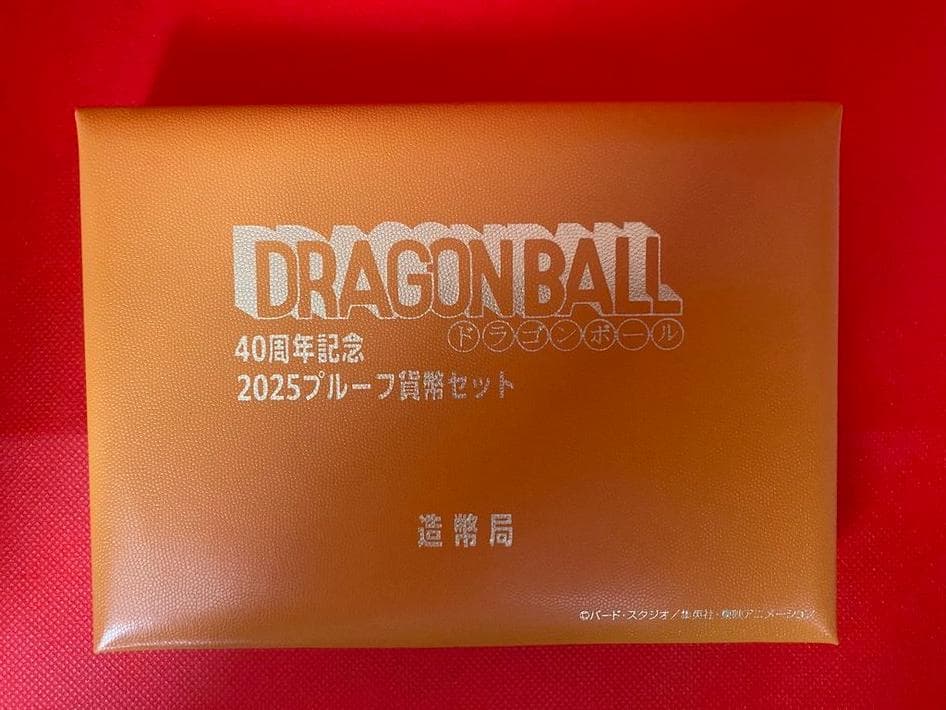 DRAGON BALL
ドラゴンボール
40周年記念
2025プルーフ貨幣セット
造幣局
©バード・スタジオ／集英社・東映アニメーション